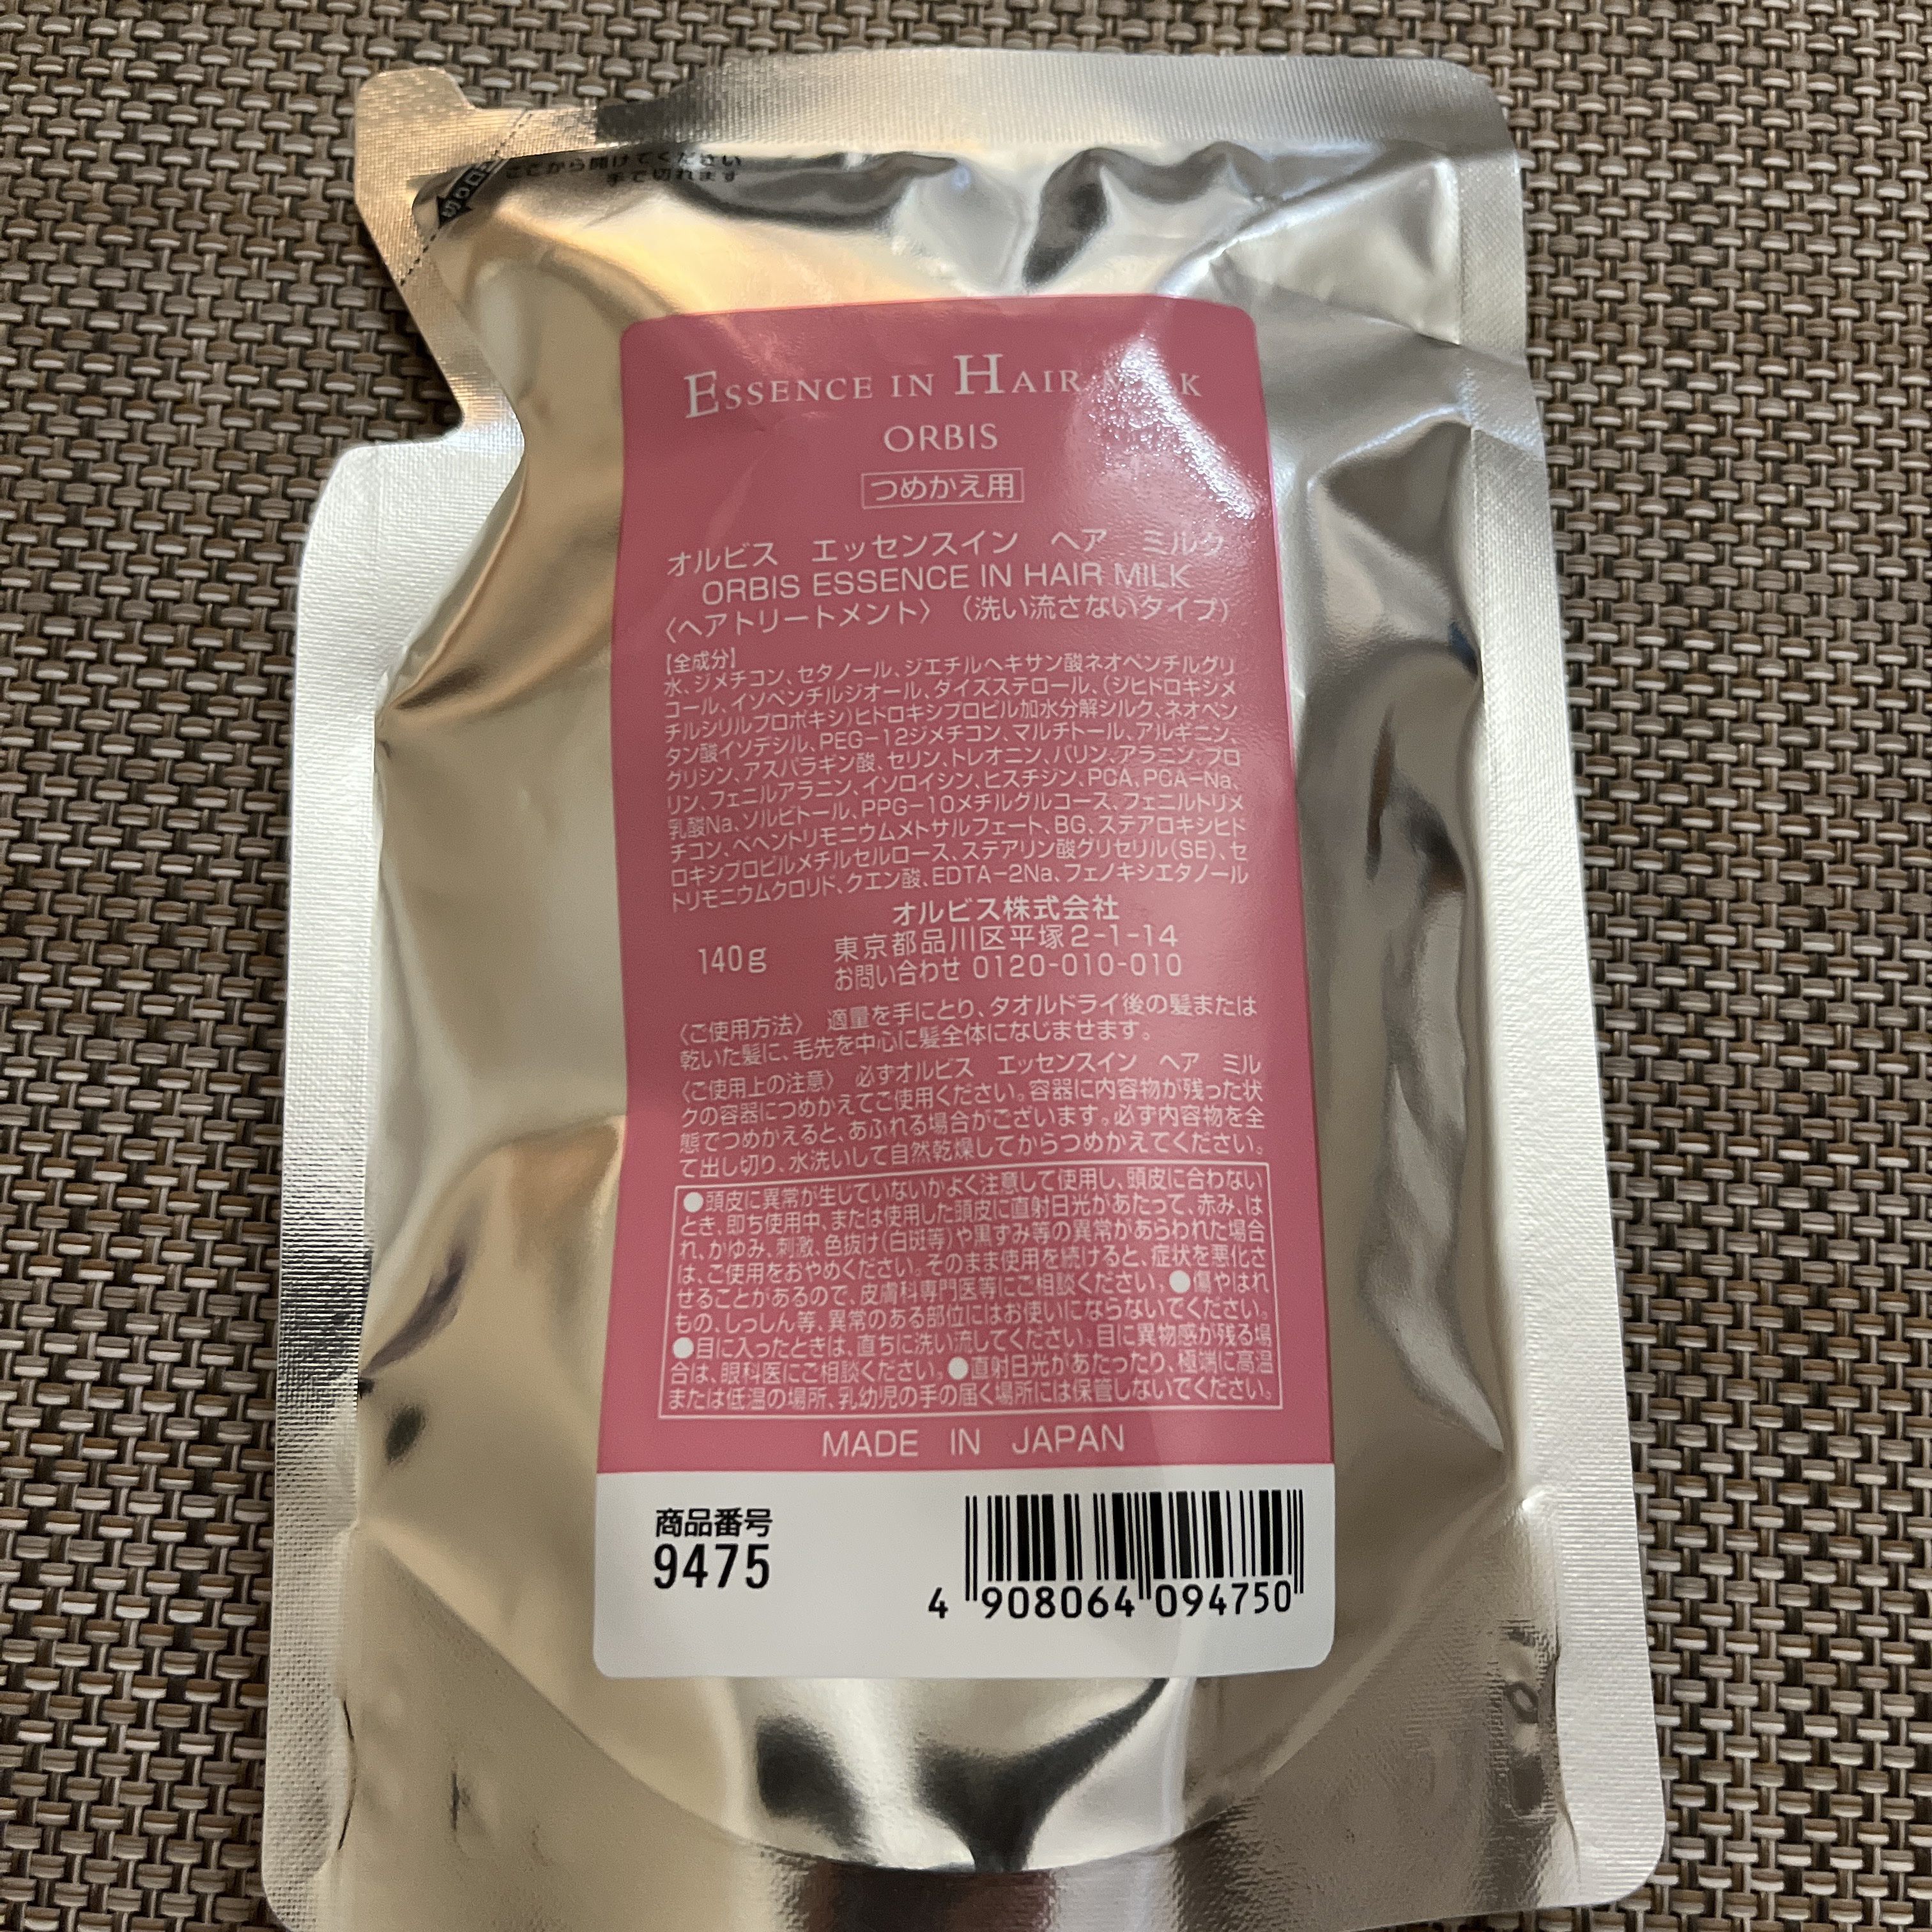 切り口
ここから開けてください
手で切れます
ESSENCE IN HAIR MILK
ORBIS
つめかえ用
オルビス エッセンスイン ヘア ミルク
ORBIS ESSENCE IN HAIR MILK
〈ヘアトリートメント〉（洗い流さないタイプ）
【全成分】
水、ジメチコン、セタノール、ジエチルヘキサン酸ネオペンチルグリ
コール、イソペンチルジオール、ダイズステロール、（ジヒドロキシメ
チルシリルプロポキシ）ヒドロキシプロピル加水分解シルク、ネオペン
タン酸イソデシル、PEG-12ジメチコン、マルチトール、アルギニン、
グリシン、アスパラギン酸、セリン、トレオニン、バリン、アラニン、プロ
リン、フェニルアラニン、イソロイシン、ヒスチジン、PCA、PCA-Na、
乳酸Na、ソルビトール、PPG-10メチルグルコース、フェニルトリメ
チコン、ベヘントリモニウムメトサルフェート、BG、ステアロキシヒド
ロキシプロピルメチルセルロース、ステアリン酸グリセリル（SE）、セ
トリモニウムクロリド、クエン酸、EDTA-2Na、フェノキシエタノール
オルビス株式会社
140g 東京都品川区平塚2-1-14
お問い合わせ 0120-010-010
〈ご使用方法〉 適量を手にとり、タオルドライ後の髪または
乾いた髪に、毛先を中心に髪全体になじませます。
〈ご使用上の注意〉 必ずオルビス エッセンスイン ヘア ミル
クの容器につめかえてご使用ください。容器に内容物が残った状
態でつめかえると、あふれる場合がございます。必ず内容物を全
て出し切り、水洗いして自然乾燥してからつめかえてください。
●頭皮に異常が生じていないかよく注意して使用し、頭皮に合わない
とき、即ち使用中、または使用した頭皮に直射日光があたって、赤み、は
れ、かゆみ、刺激、色抜け（白斑等）や黒ずみ等の異常があらわれた場合
は、ご使用をおやめください。そのまま使用を続けると、症状を悪化さ
せることがあるので、皮膚科専門医等にご相談ください。●傷やはれ
もの、しっしん等、異常のある部位にはお使いにならないでください。
●目に入ったときは、直ちに洗い流してください。目に異物感が残る場
合は、眼科医にご相談ください。●直射日光があたったり、極端に高温
または低温の場所、乳幼児の手の届く場所には保管しないでください。
MADE IN JAPAN
商品番号
9475
4 908064 094750